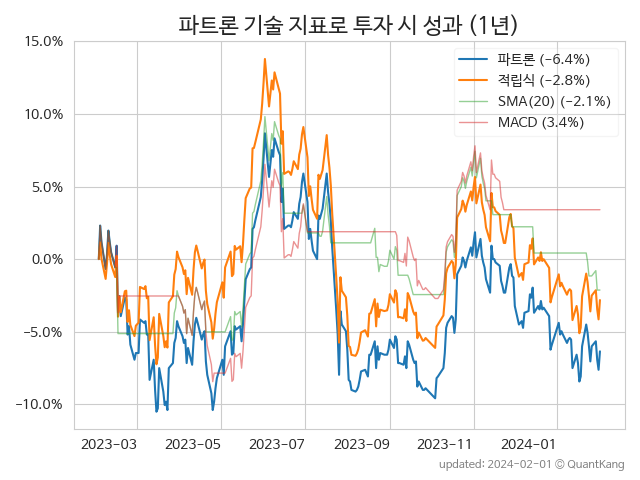 파트론 기술 지표로 투자 시 성과 (1년)
15.0%
10.0%
5.0%
0.0%
−5.0%
−10.0%
파트론 (−6.4%)
적립식 (−2.8%)
SMA(20) (−2.1%)
MACD (3.4%)
2023-03 2023-05 2023-07 2023-09 2023-11 2024-01
updated: 2024-02-01 ⓒ QuantKang